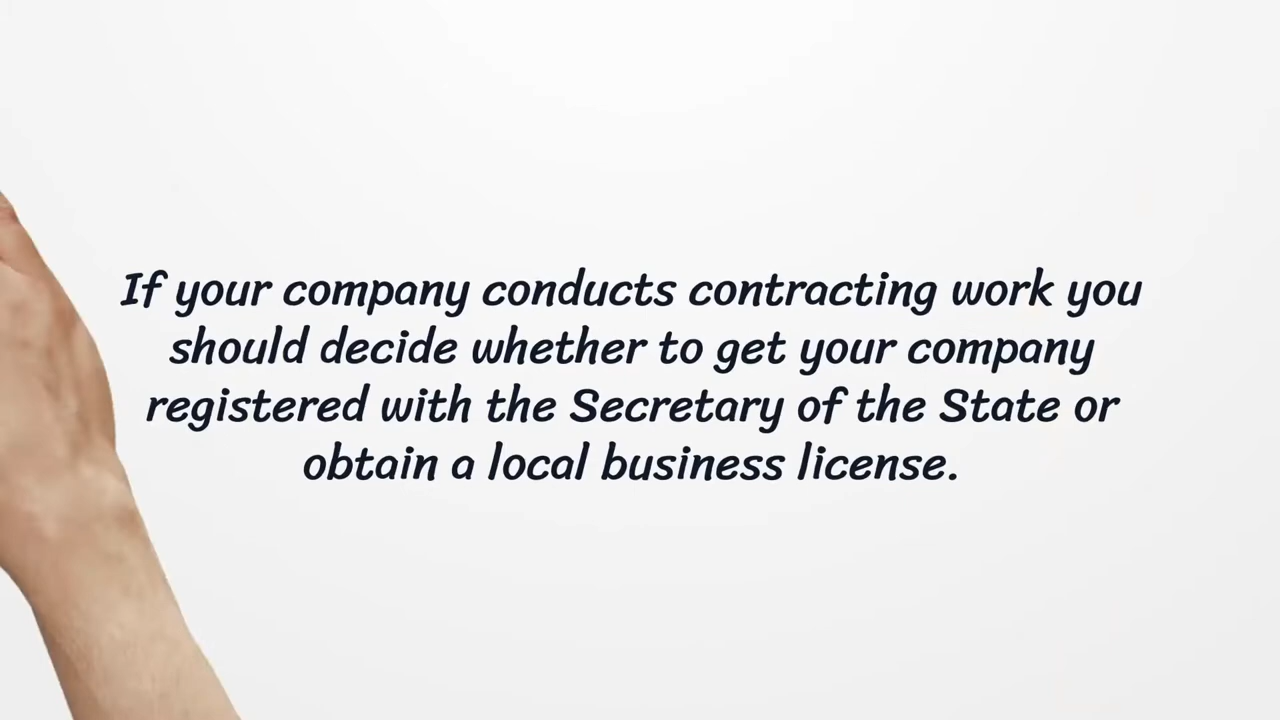 If your company conducts contracting work you
should decide whether to get your company
registered with the Secretary of the State or
obtain a local business license.